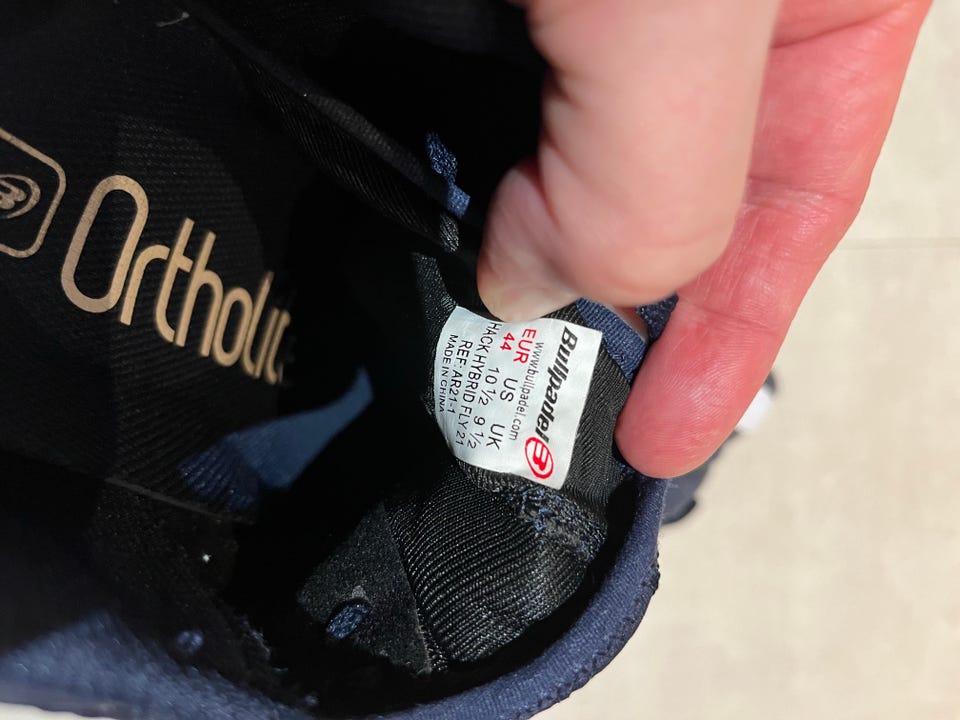 Ortholit
Bullpadel
www.bullpadel.com
EUR US UK
44 10 ½ 9 ½
HACK HYBRID FLY 21
REF: AR21-1
MADE IN CHINA